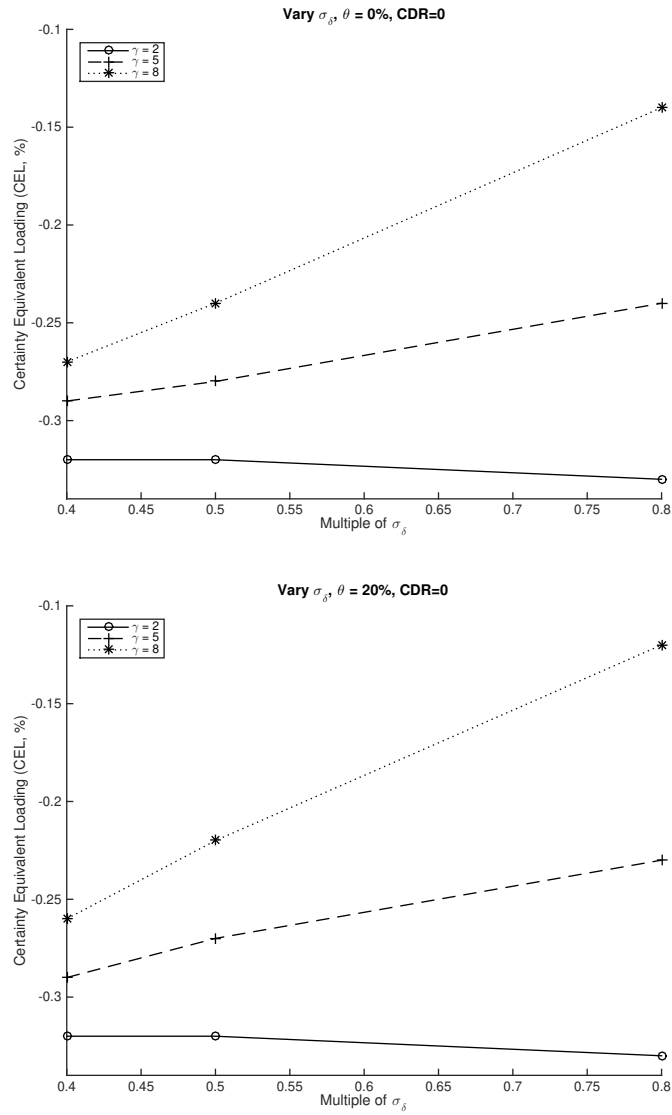 Vary σδ, θ = 0%, CDR=0
-0.1
γ = 2
γ = 5
γ = 8
-0.15
-0.2
-0.25
-0.3
Certainty Equivalent Loading (CEL, %)
0.4 0.45 0.5 0.55 0.6 0.65 0.7 0.75 0.8
Multiple of σδ
Vary σδ, θ = 20%, CDR=0
-0.1
γ = 2
γ = 5
γ = 8
-0.15
-0.2
-0.25
-0.3
Certainty Equivalent Loading (CEL, %)
0.4 0.45 0.5 0.55 0.6 0.65 0.7 0.75 0.8
Multiple of σδ